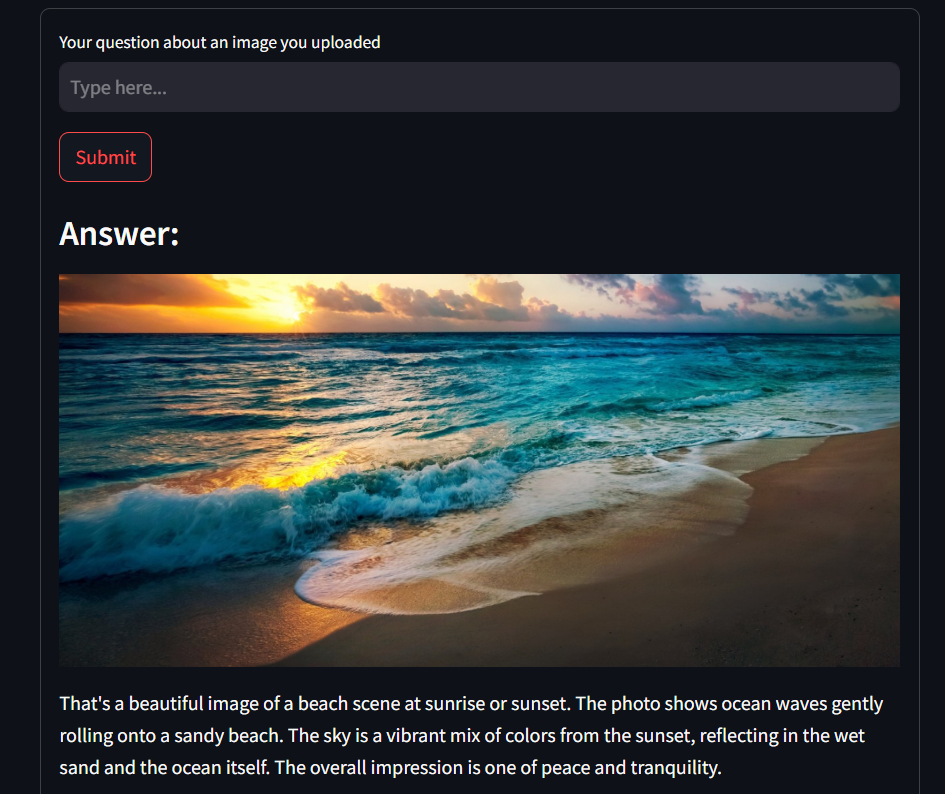 Your question about an image you uploaded
Type here...
Submit
Answer:
That's a beautiful image of a beach scene at sunrise or sunset. The photo shows ocean waves gently
rolling onto a sandy beach. The sky is a vibrant mix of colors from the sunset, reflecting in the wet
sand and the ocean itself. The overall impression is one of peace and tranquility.